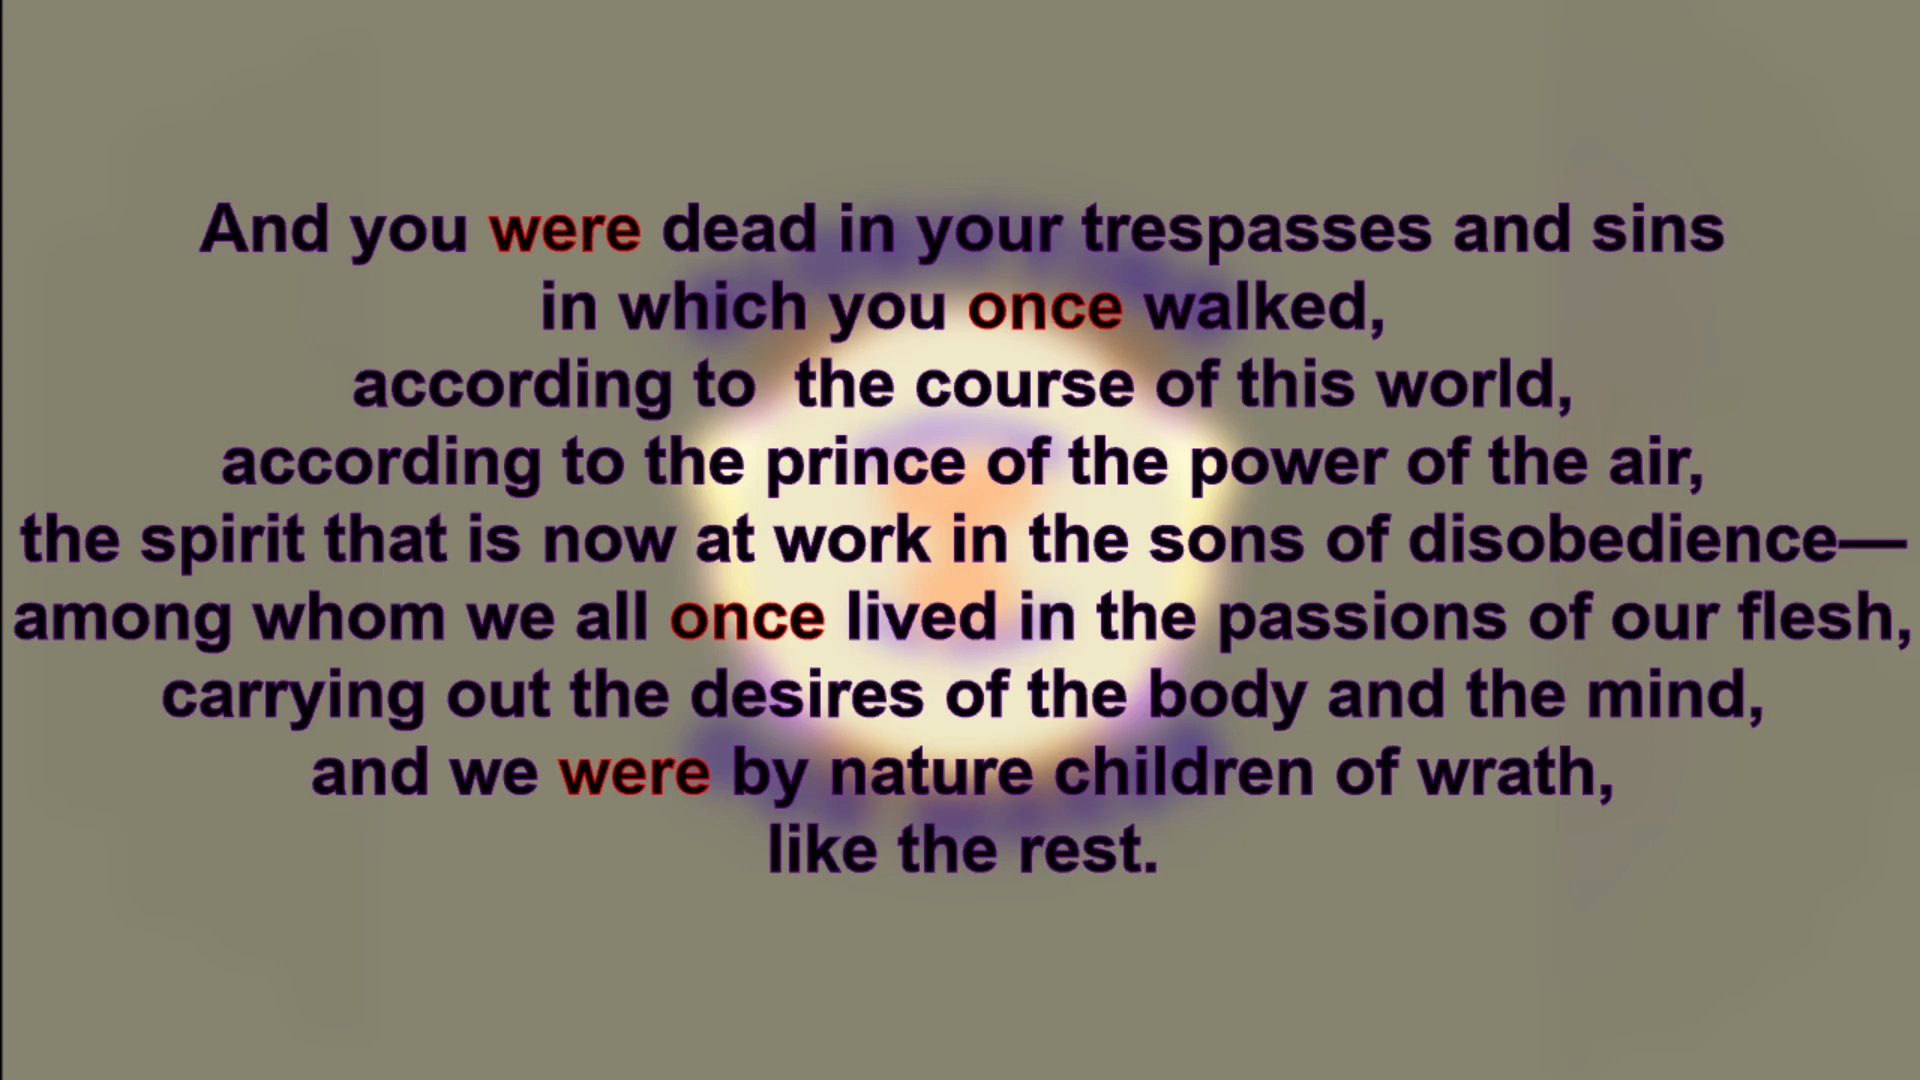 And you were dead in your trespasses and sins
in which you once walked,
according to  the course of this world,
according to the prince of the power of the air,
the spirit that is now at work in the sons of disobedience—
among whom we all once lived in the passions of our flesh,
carrying out the desires of the body and the mind,
and we were by nature children of wrath,
like the rest.